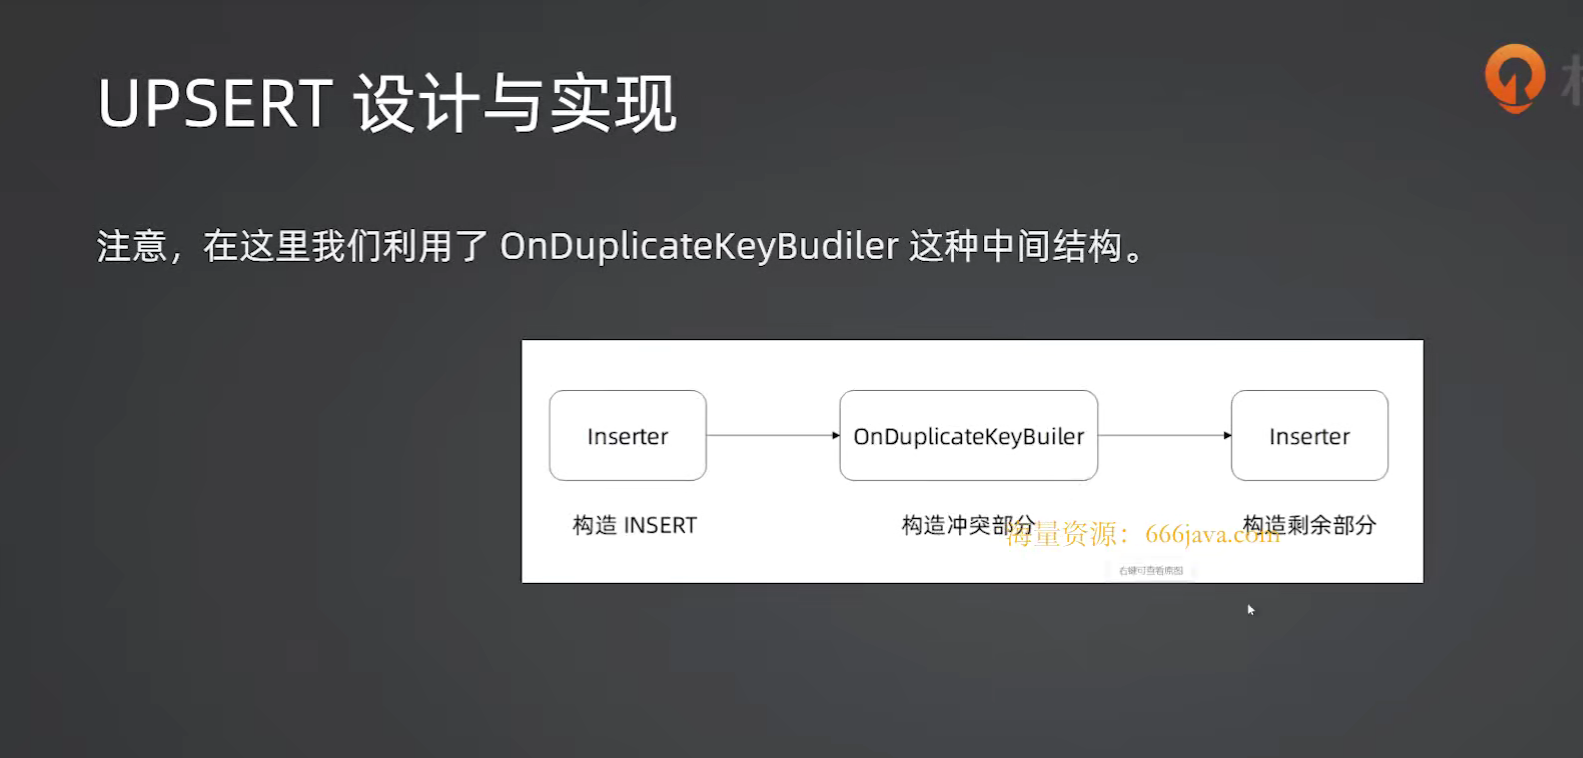 UPSERT 设计与实现
注意，在这里我们利用了 OnDuplicateKeyBudiler 这种中间结构。
Inserter
OnDuplicateKeyBuiler
Inserter
构造 INSERT
构造冲突部分
构造剩余部分
海量资源：666java.com
右键可查看原图